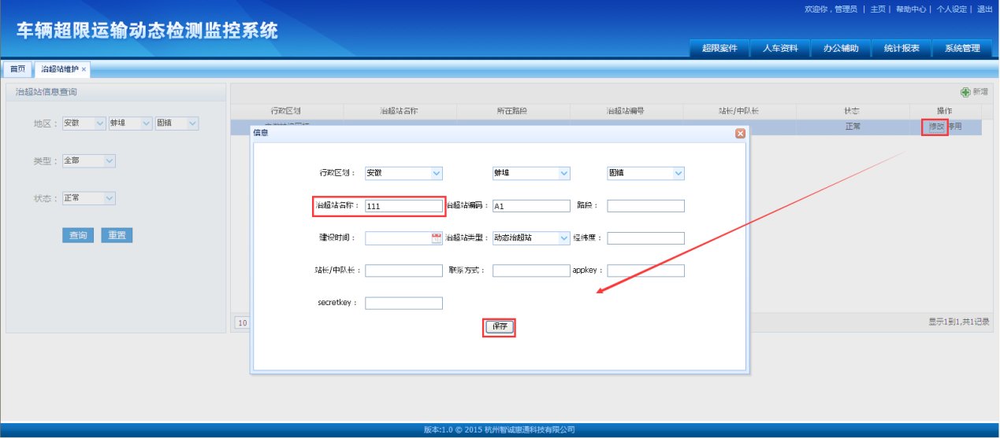 欢迎你，管理员 | 主页 | 帮助中心 | 个人设定 | 退出
车辆超限运输动态检测监控系统
超限案件 人车资料 办公辅助 统计报表 系统管理
首页 治超站维护 ×
治超站信息查询
新增
行政区划 治超站名称 所在路段 治超站编号 站长/中队长 状态 操作
地区： 安徽 蚌埠 固镇
正常 修改 停用
信息
类型： 全部
行政区划： 安徽 蚌埠 固镇
状态： 正常
治超站名称： 111 治超站编码： A1 路段：
查询 重置
建设时间： 治超站类型： 动态治超站 经纬度：
站长/中队长： 联系方式： appkey：
secretkey：
10
显示1到1,共1记录
保存
版本:1.0 © 2015 杭州智诚惠通科技有限公司